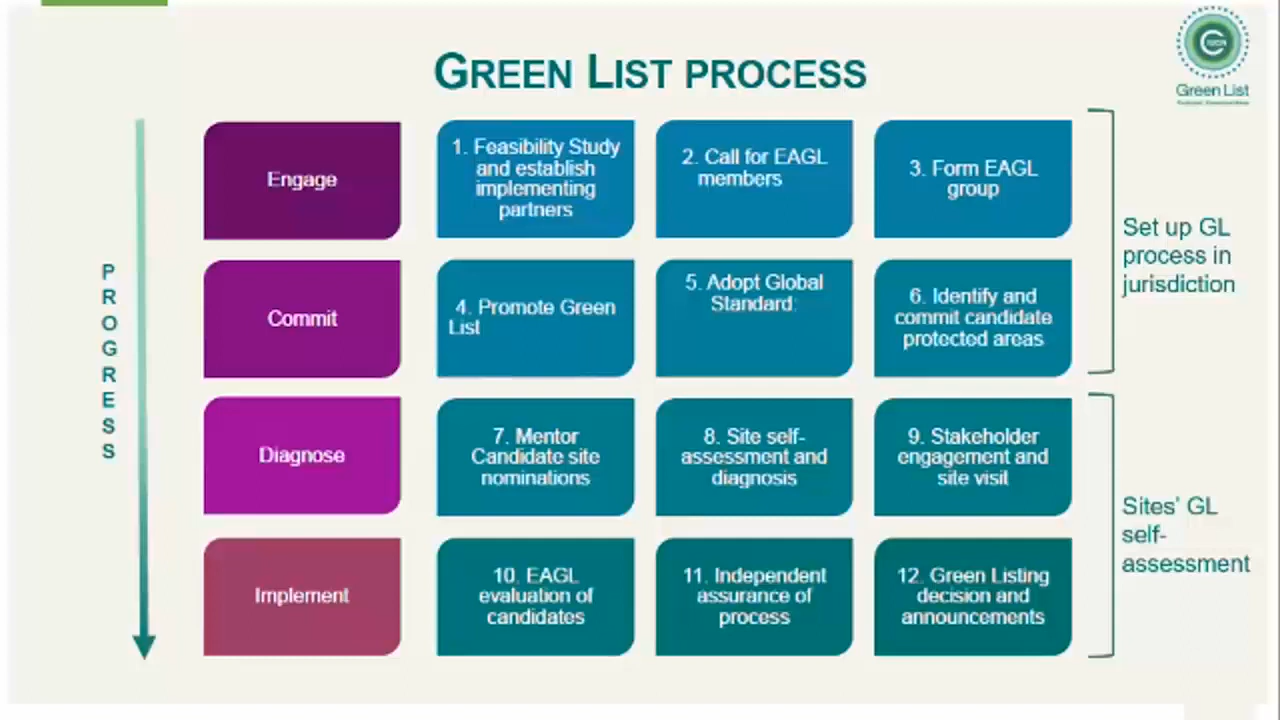 GREEN LIST PROCESS
Green List
PROGRESS
Engage
1. Feasibility Study
and establish
implementing
partners
2. Call for EAGL
members
3. Form EAGL
group
Set up GL
process in
jurisdiction
Commit
4. Promote Green
List
5. Adopt Global
Standard
6. Identify and
commit candidate
protected areas
Diagnose
7. Mentor
Candidate site
nominations
8. Site self-
assessment and
diagnosis
9. Stakeholder
engagement and
site visit
Sites' GL
self-
assessment
Implement
10. EAGL
evaluation of
candidates
11. Independent
assurance of
process
12. Green Listing
decision and
announcements